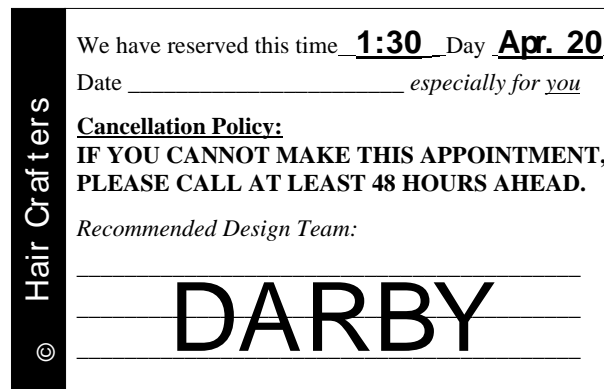 We have reserved this time 1:30 Day Apr. 20
Date _______________________ especially for you
Cancellation Policy:
IF YOU CANNOT MAKE THIS APPOINTMENT,
PLEASE CALL AT LEAST 48 HOURS AHEAD.
Recommended Design Team:
DARBY
© Hair Crafters